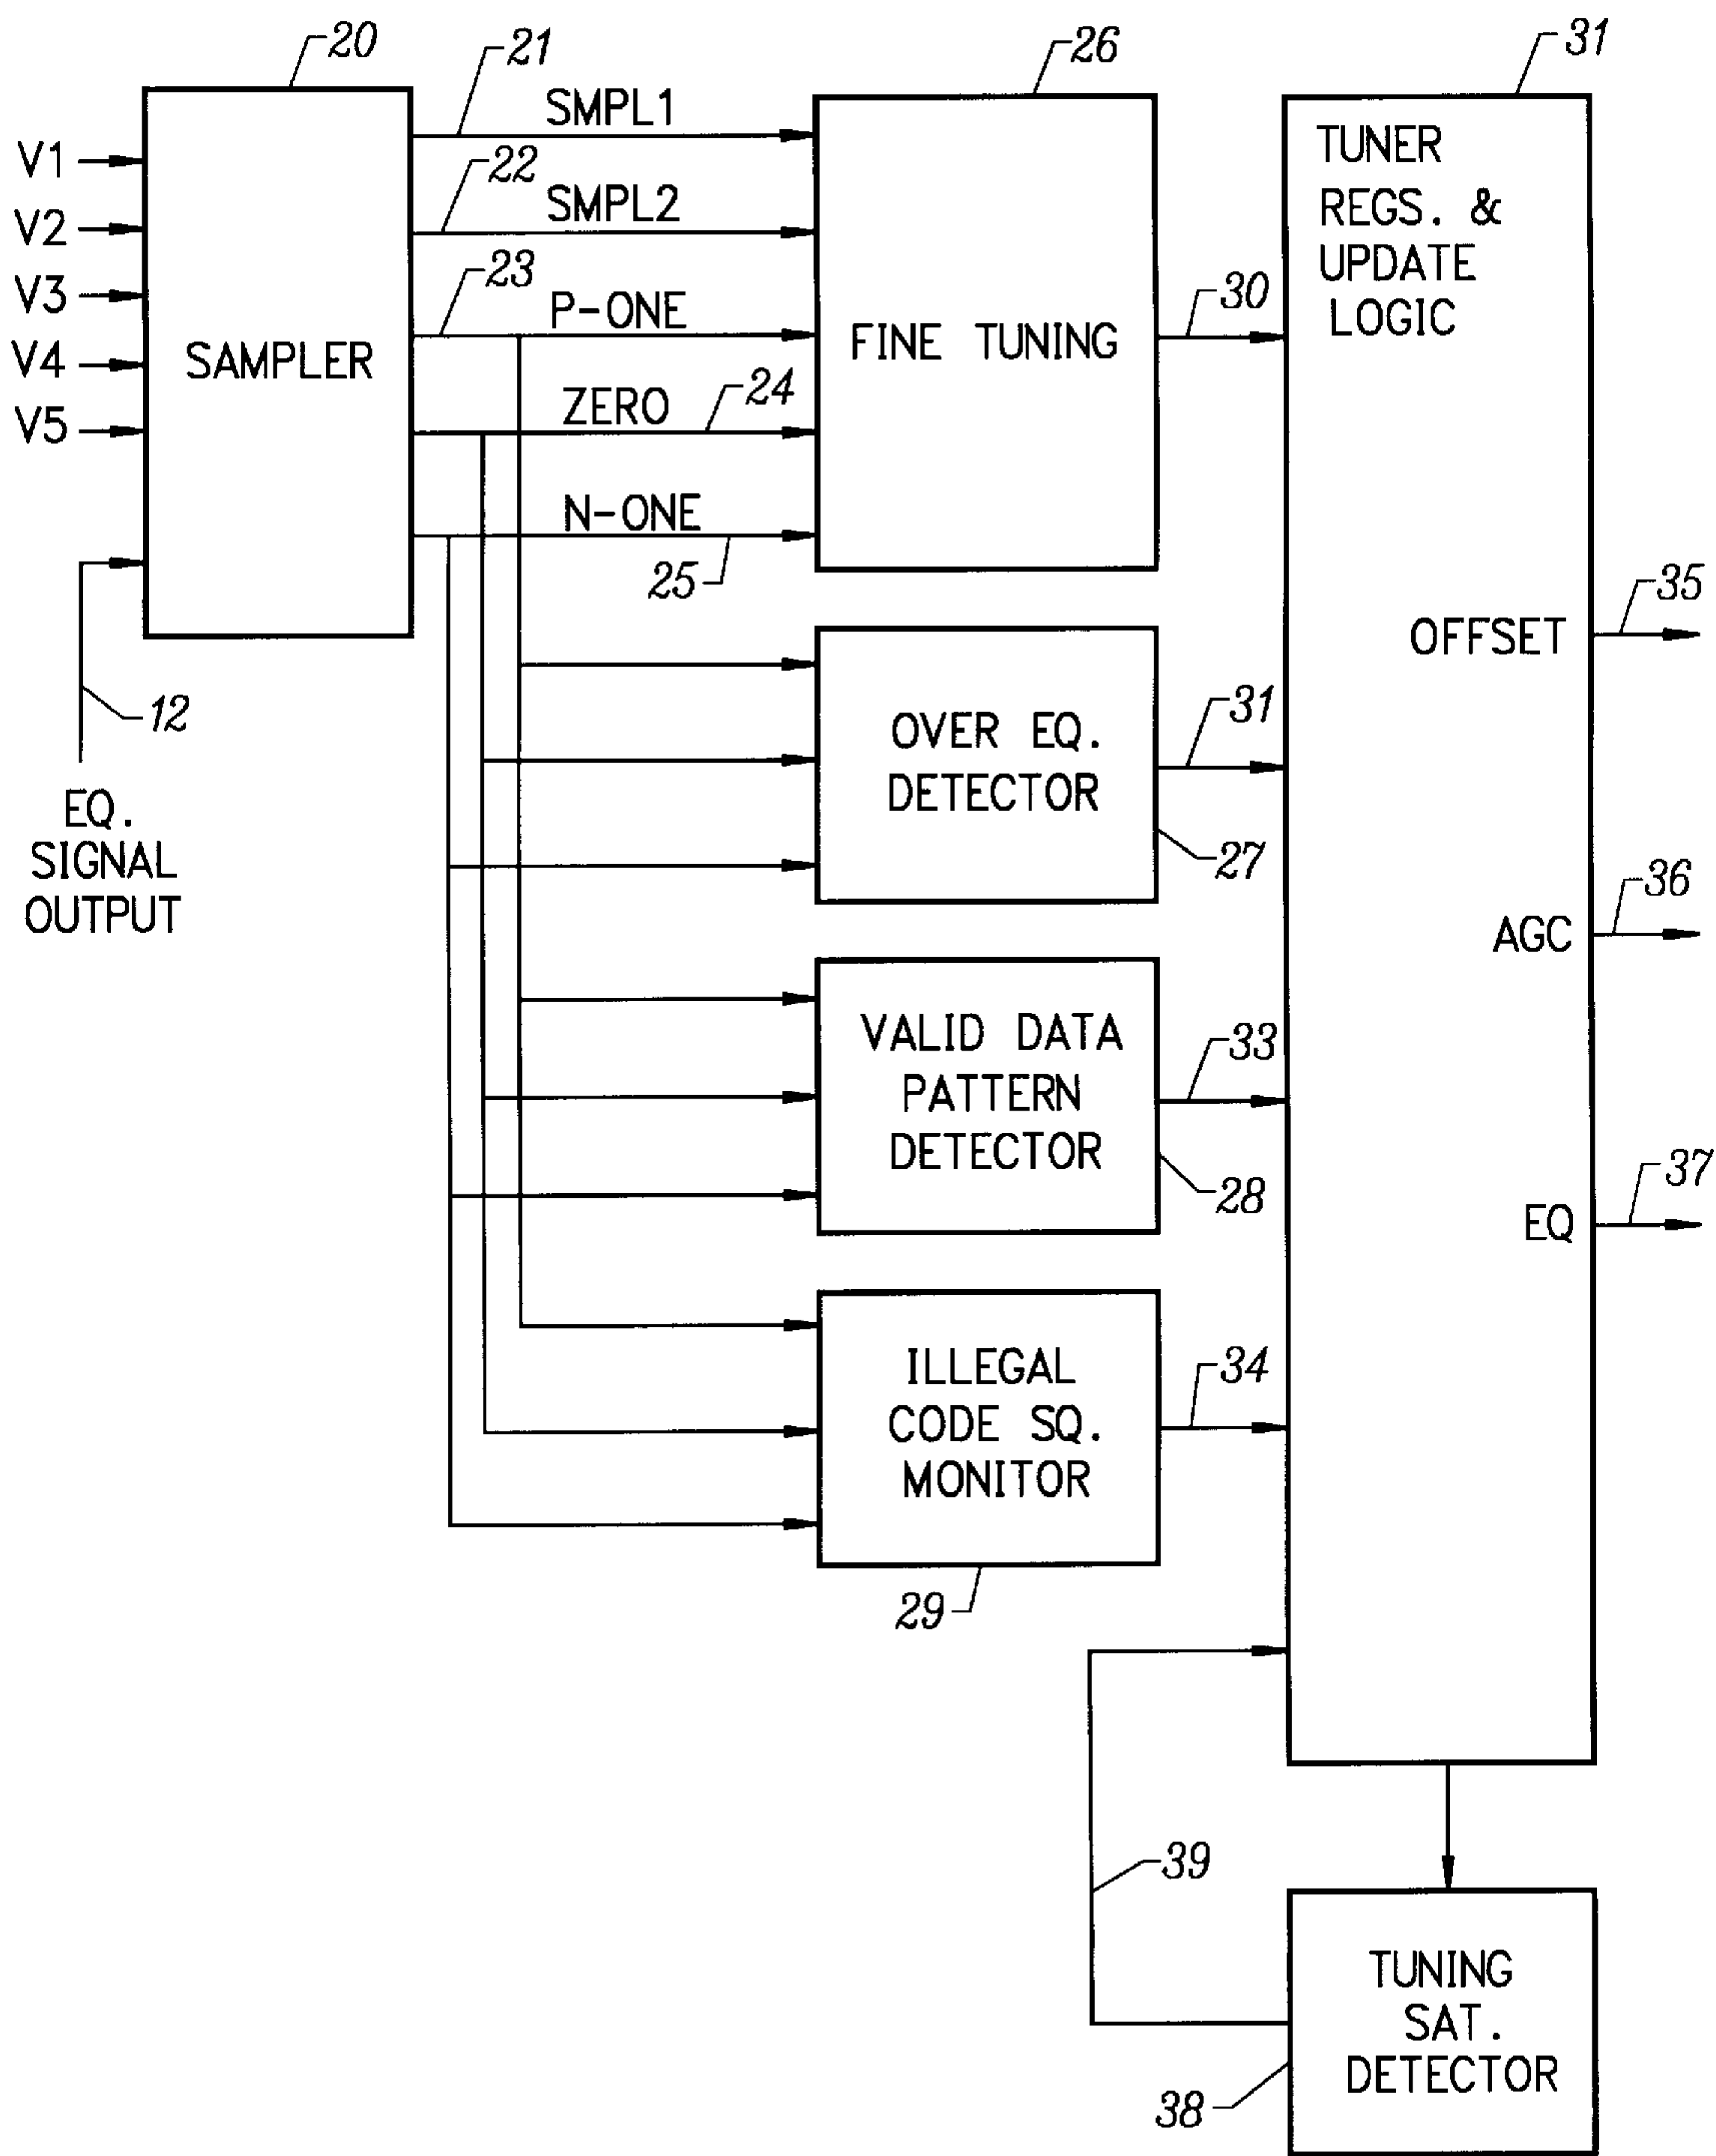 20
21
26
31
SMPL1
V1
TUNER
REGS. &
UPDATE
LOGIC
22
SMPL2
V2
23
P-ONE
30
V3
SAMPLER
FINE TUNING
V4
ZERO
24
V5
N-ONE
25
35
OFFSET
12
EQ.
SIGNAL
OUTPUT
OVER EQ.
DETECTOR
31
27
36
AGC
VALID DATA
PATTERN
DETECTOR
33
28
37
EQ
ILLEGAL
CODE SQ.
MONITOR
34
29
39
TUNING
SAT.
DETECTOR
38